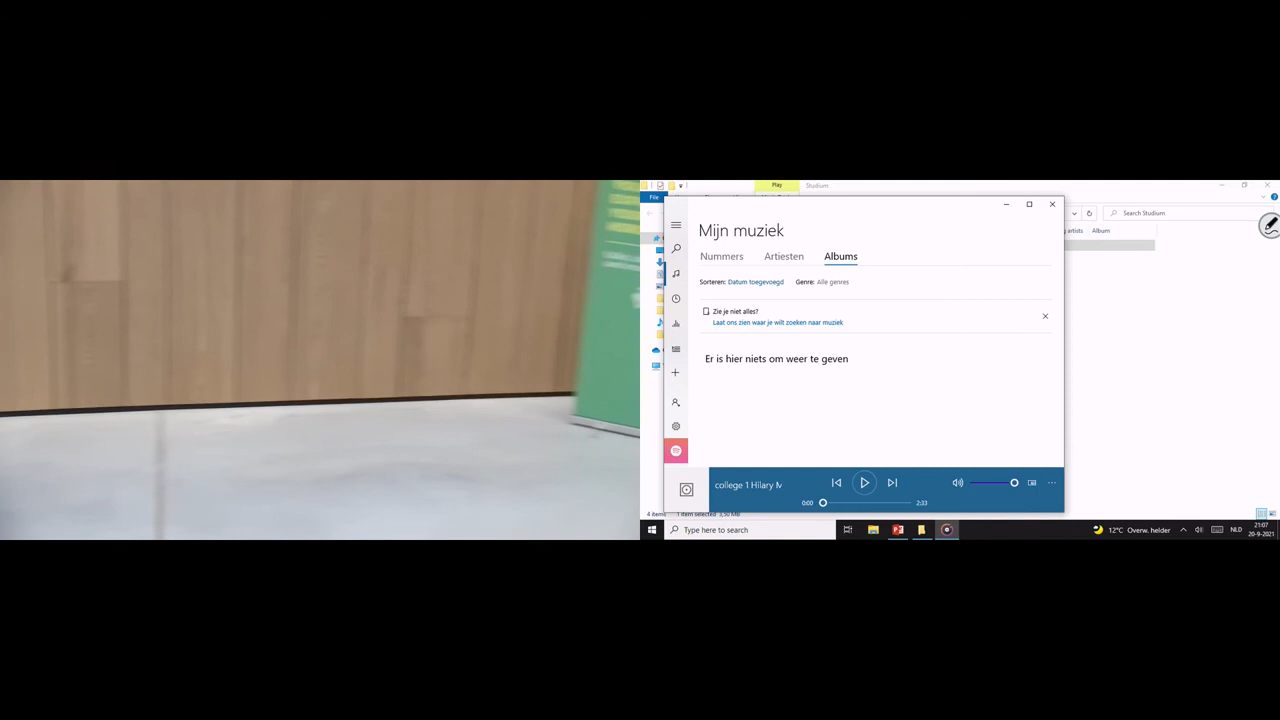 Play
Studium
File
Search Studium
artists
Album
Mijn muziek
Nummers
Artiesten
Albums
Sorteren: Datum toegevoegd
Genre: Alle genres
Zie je niet alles?
Laat ons zien waar je wilt zoeken naar muziek
Er is hier niets om weer te geven
college 1 Hilary
0:00
2:33
4 items
1 item selected
Type here to search
12°C Overw. helder
NLD
21:07
20-9-2021